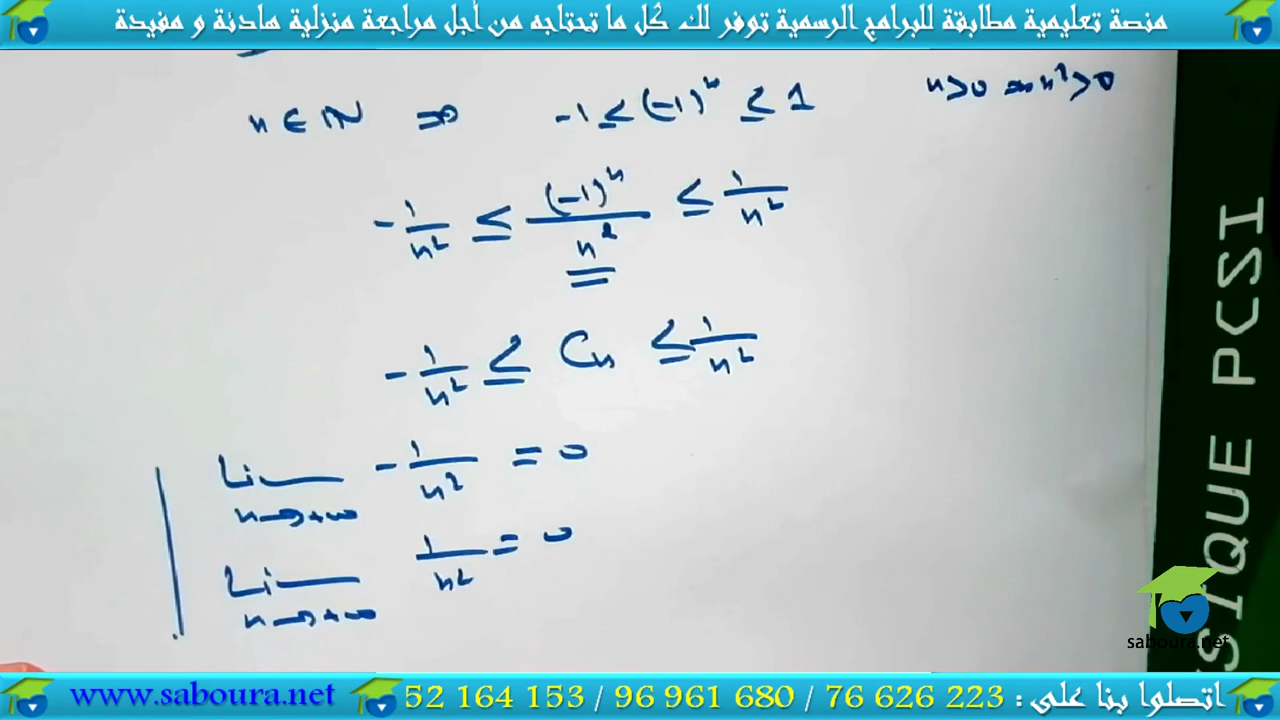 منصة تعليمية مطابقة للبرامج الرسمية توفر لك كل ما تحتاجه من أجل مراجعة منزلية هادئة و مفيدة
n ∈ IN ⇒ -1 ≤ (-1)^n ≤ 1 n>0 ⇒ n²>0
-1/n² ≤ (-1)^n/n² ≤ 1/n²
-1/n² ≤ Cn ≤ 1/n²
Lim n→+∞ -1/n² = 0
Lim n→+∞ 1/n² = 0
SIQUE PCSI
saboura.net
www.saboura.net 52 164 153 / 96 961 680 / 76 626 223 : اتصلوا بنا على